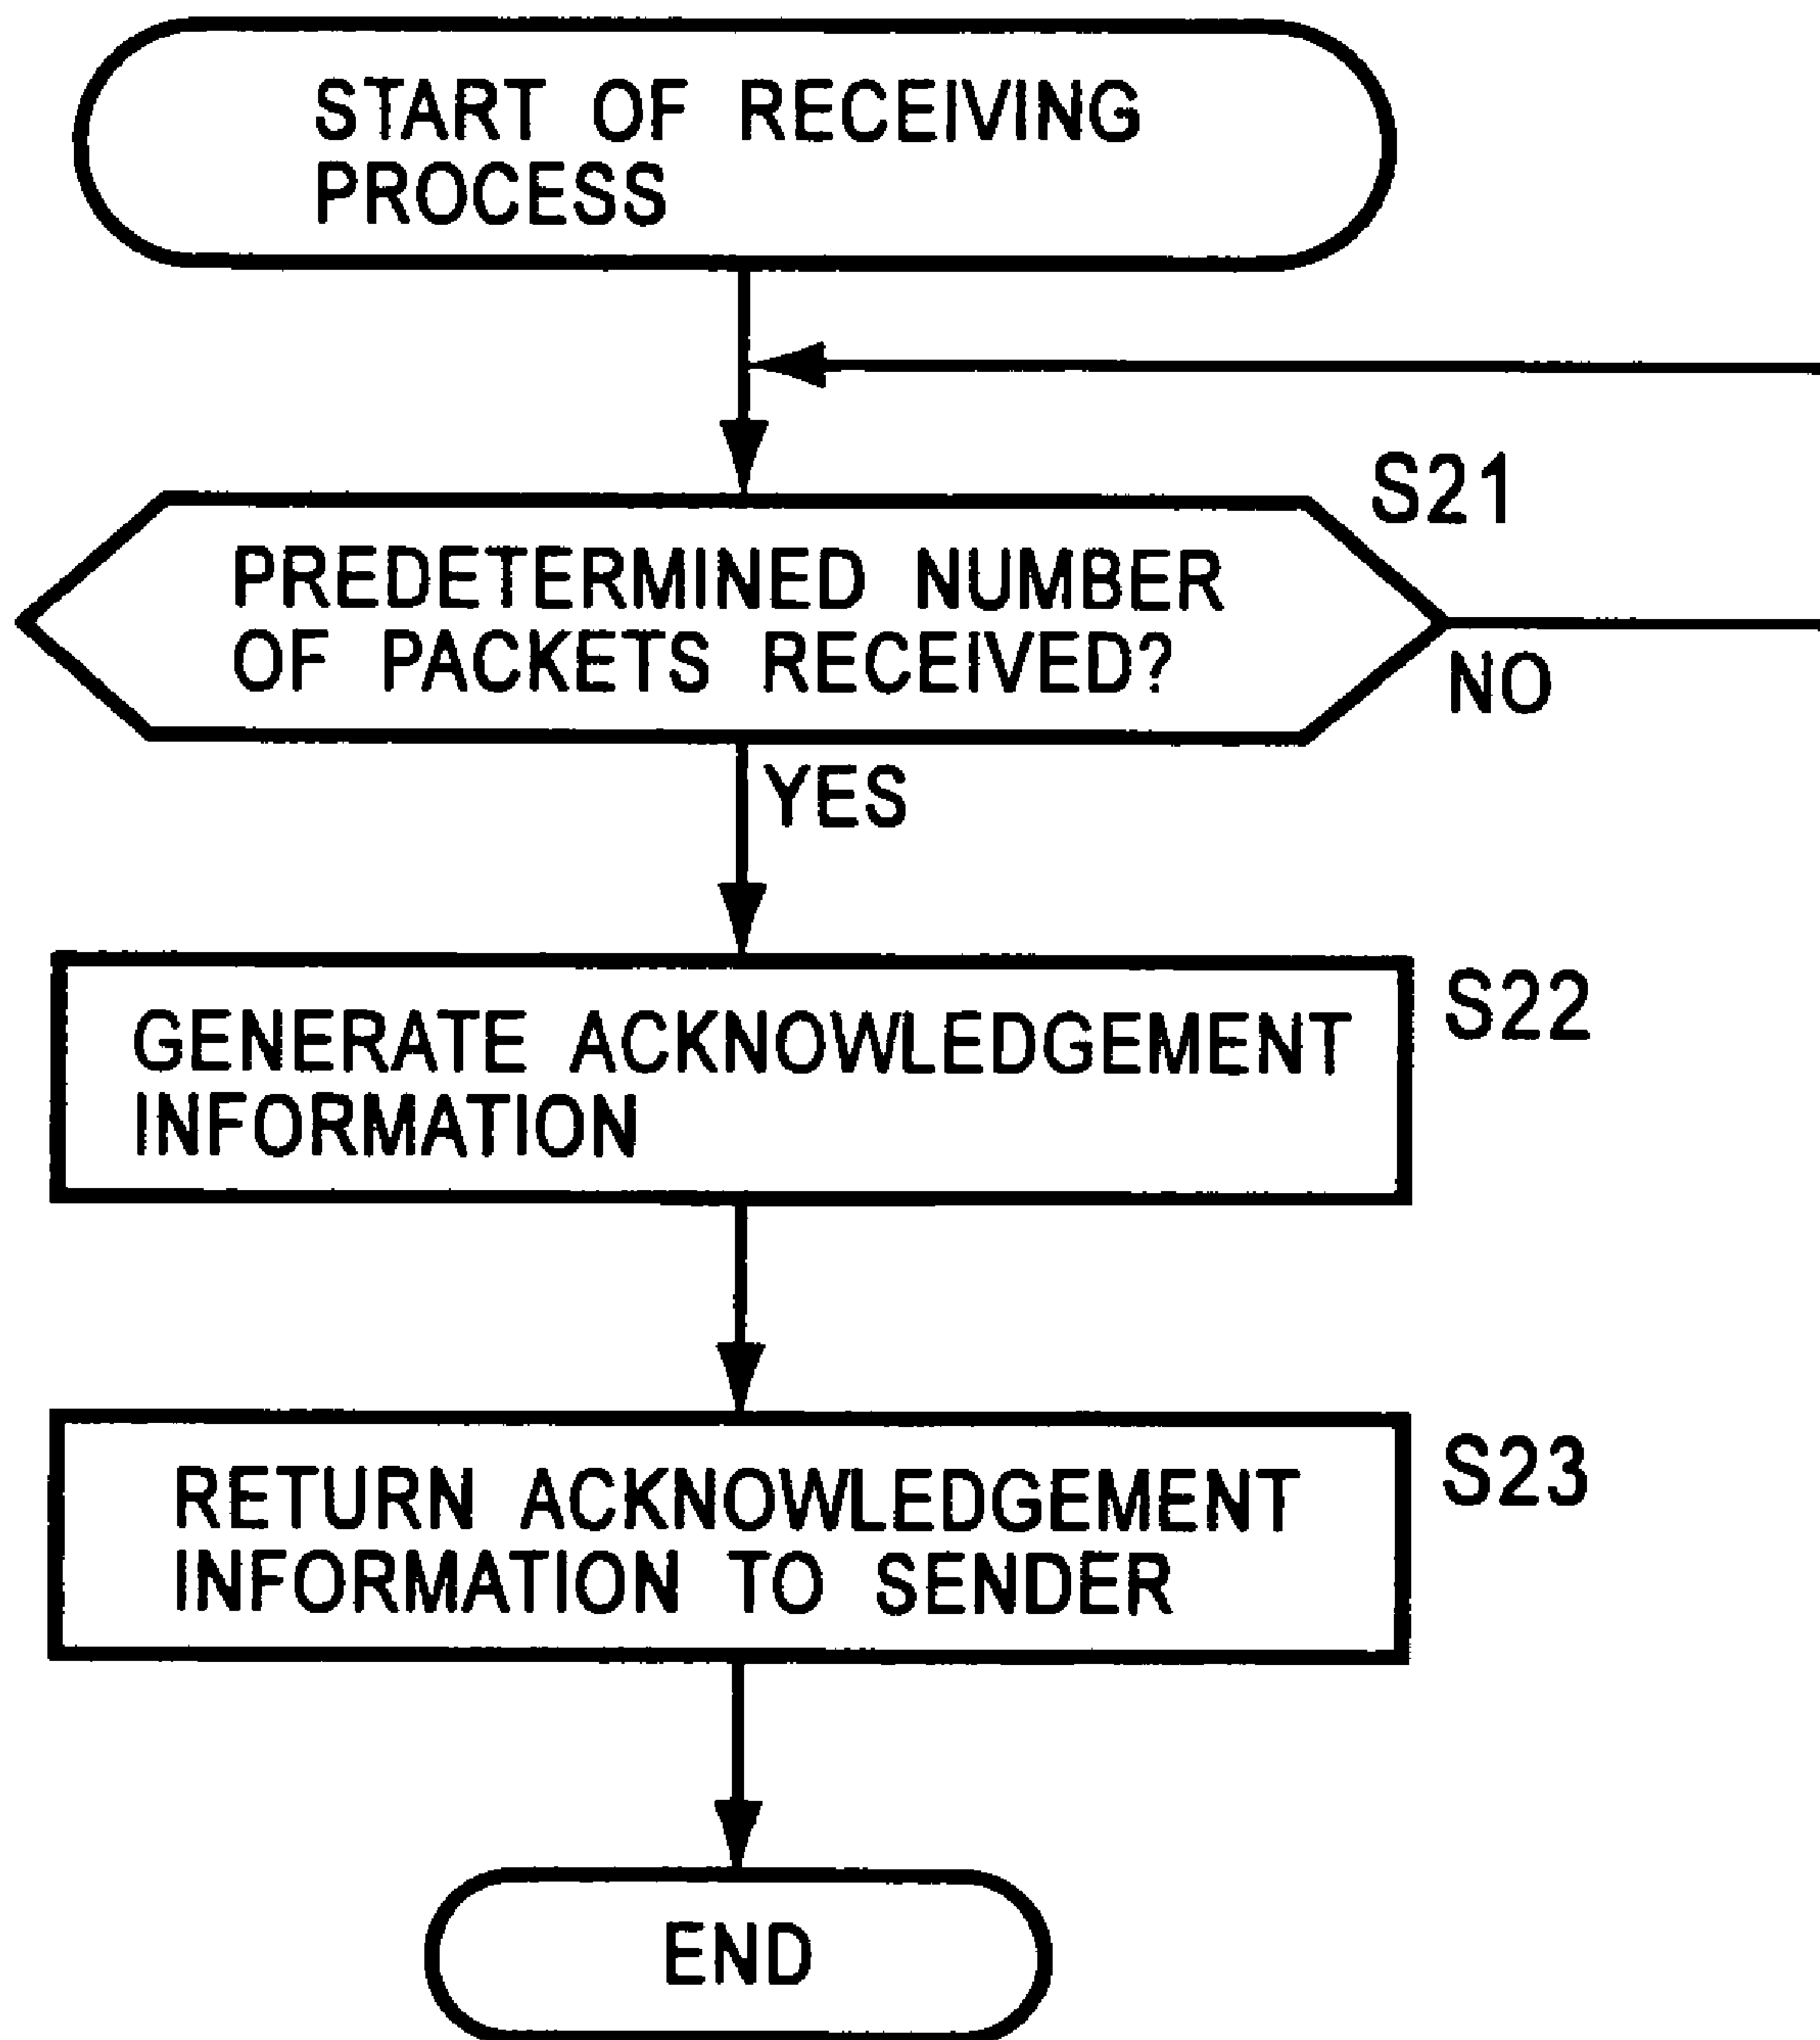 START OF RECEIVING
PROCESS
S21
PREDETERMINED NUMBER
OF PACKETS RECEIVED?
NO
YES
S22
GENERATE ACKNOWLEDGEMENT
INFORMATION
S23
RETURN ACKNOWLEDGEMENT
INFORMATION TO SENDER
END